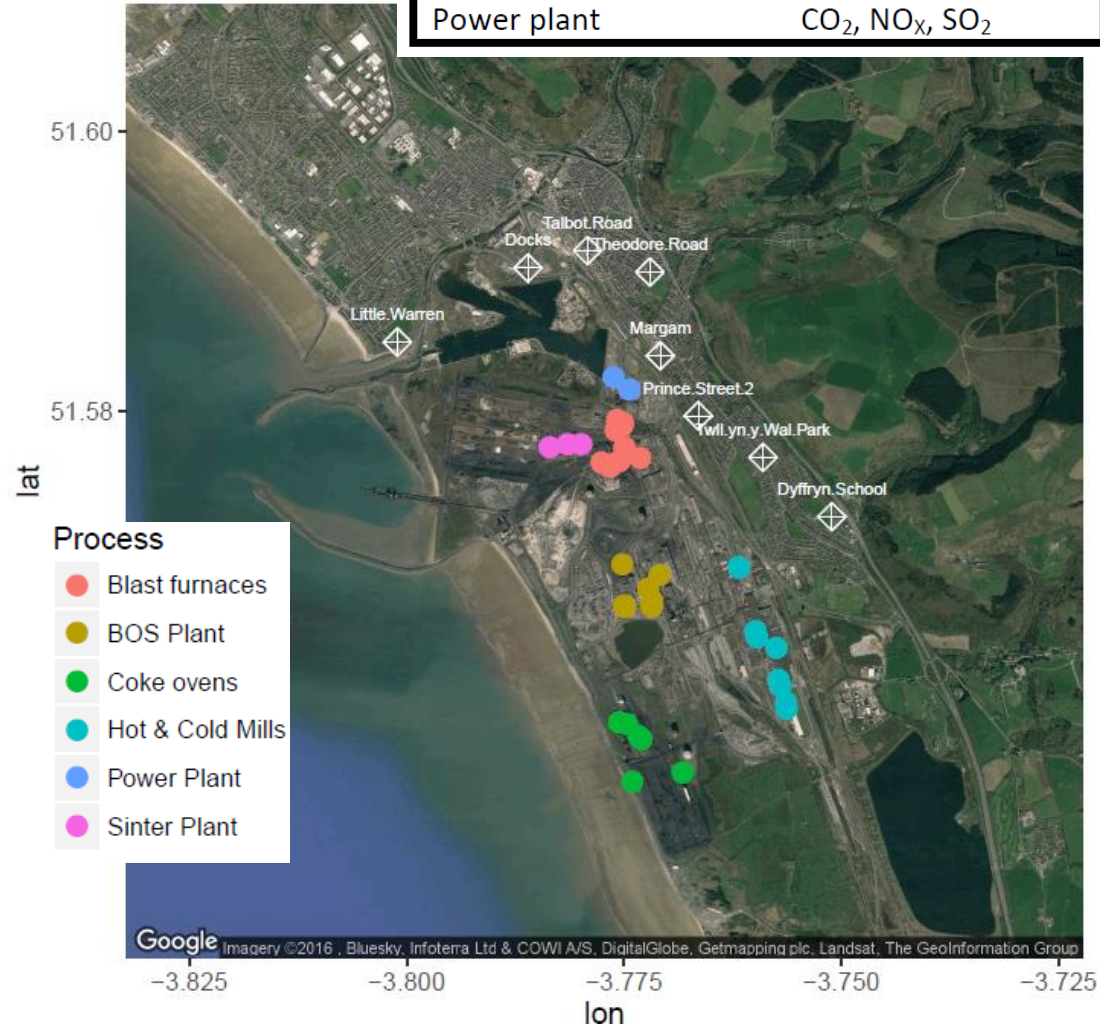 Power plant CO₂, NOₓ, SO₂
51.60
Talbot.Road
Docks
Theodore.Road
Little.Warren
Margam
Prince.Street.2
51.58
Twll.yn.y.Wal.Park
lat
Dyffryn.School
Process
Blast furnaces
BOS Plant
Coke ovens
Hot & Cold Mills
Power Plant
Sinter Plant
Google Imagery ©2016 , Bluesky, Infoterra Ltd & COWI A/S, DigitalGlobe, Getmapping plc, Landsat, The GeoInformation Group
−3.825 −3.800 −3.775 −3.750 −3.725
lon